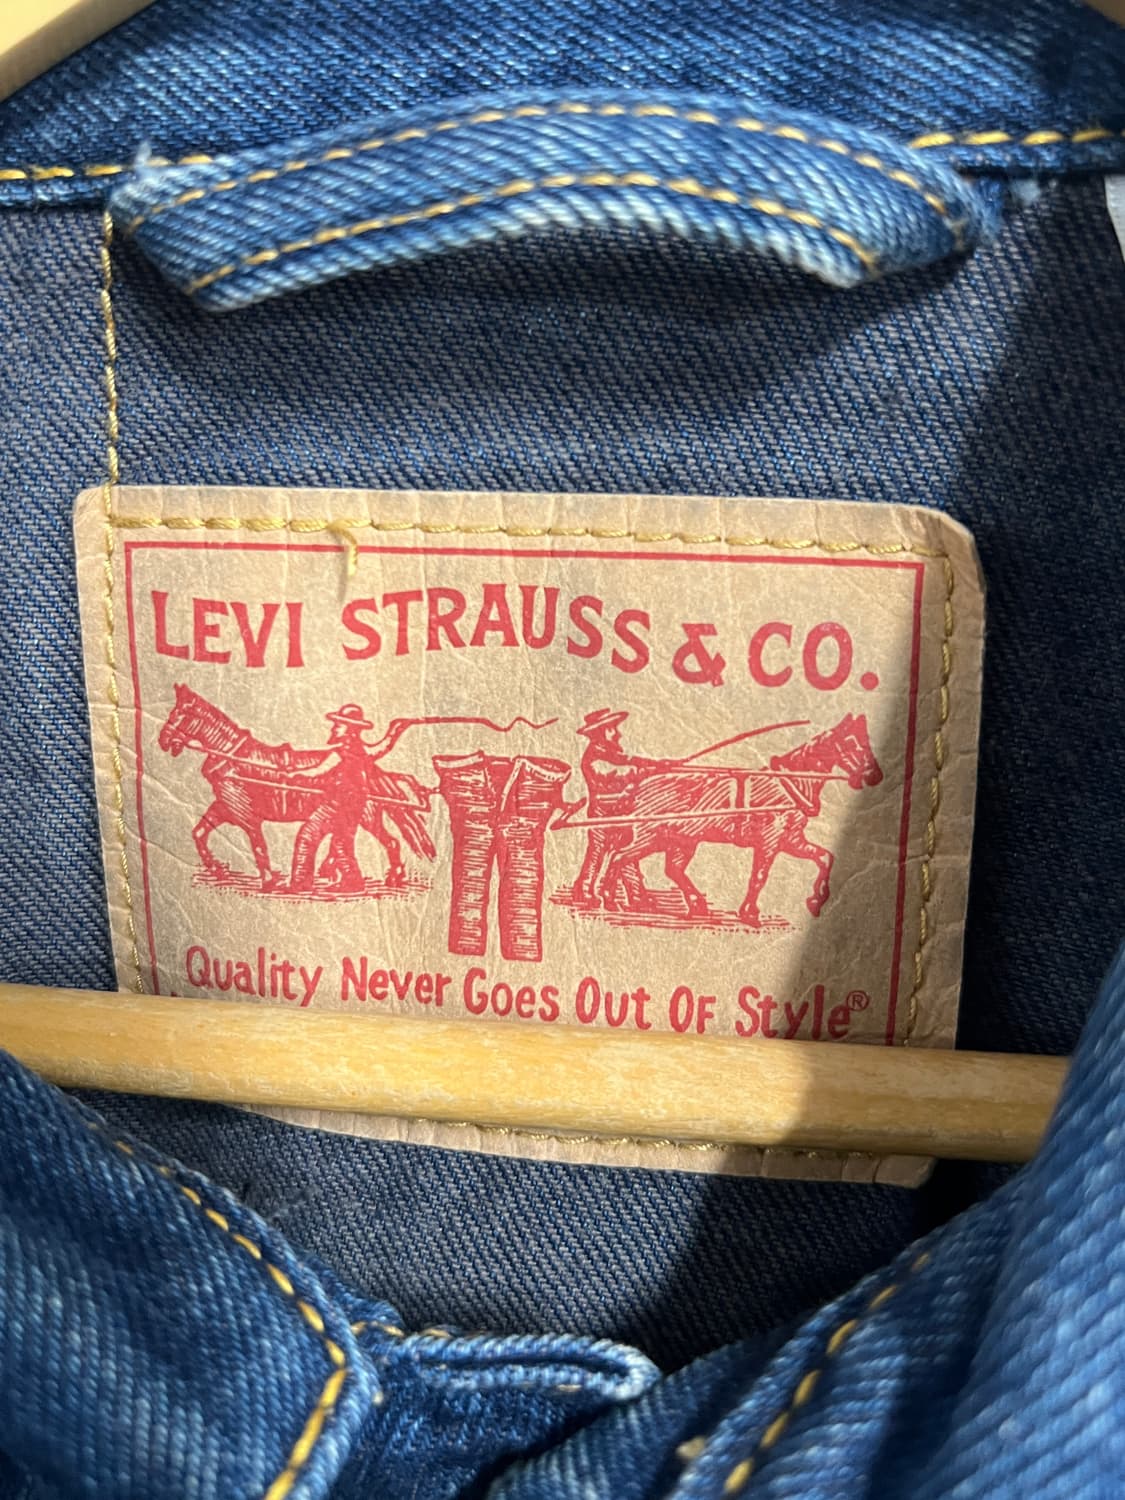 LEVI STRAUSS & CO.
Quality Never Goes Out Of Style®